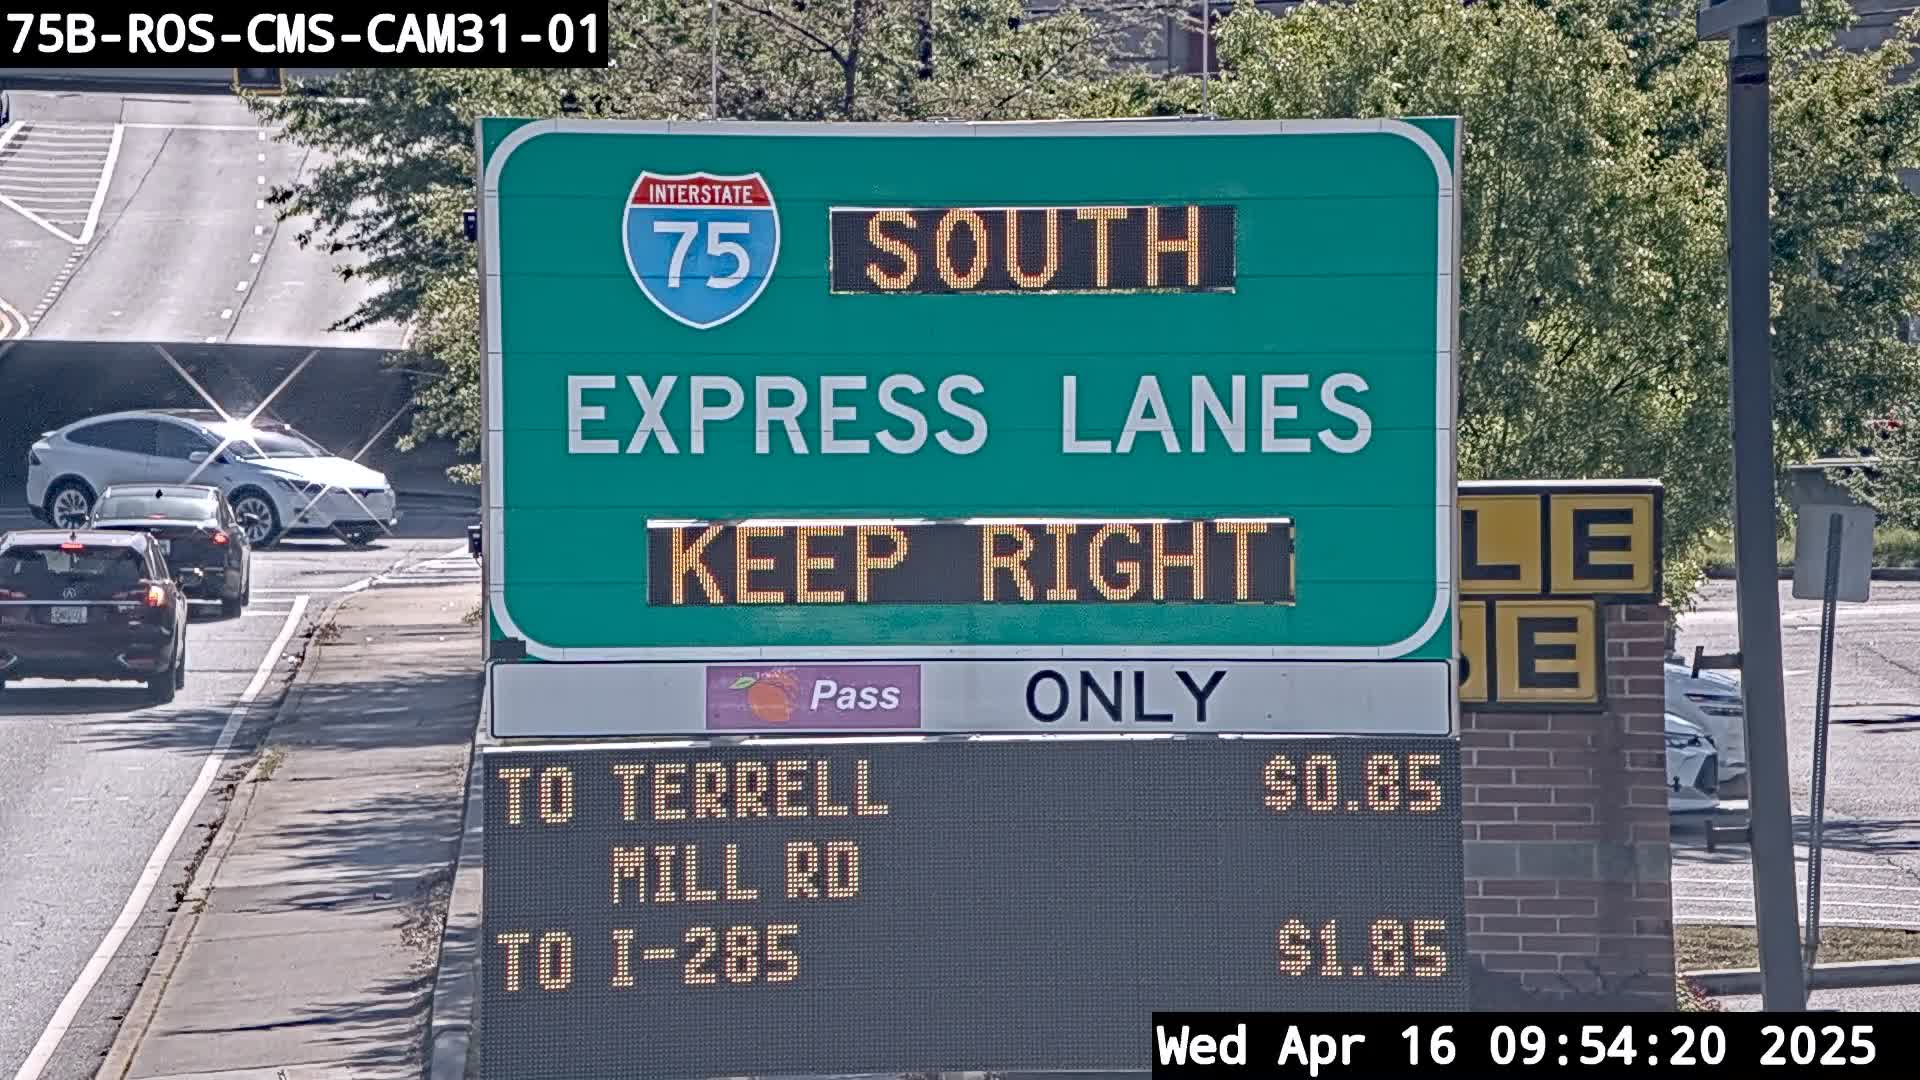 75B-ROS-CMS-CAM31-01
INTERSTATE
75
SOUTH
EXPRESS LANES
KEEP RIGHT
Pass ONLY
TO TERRELL $0.85
MILL RD
TO I-285 $1.85
LE
E
Wed Apr 16 09:54:20 2025